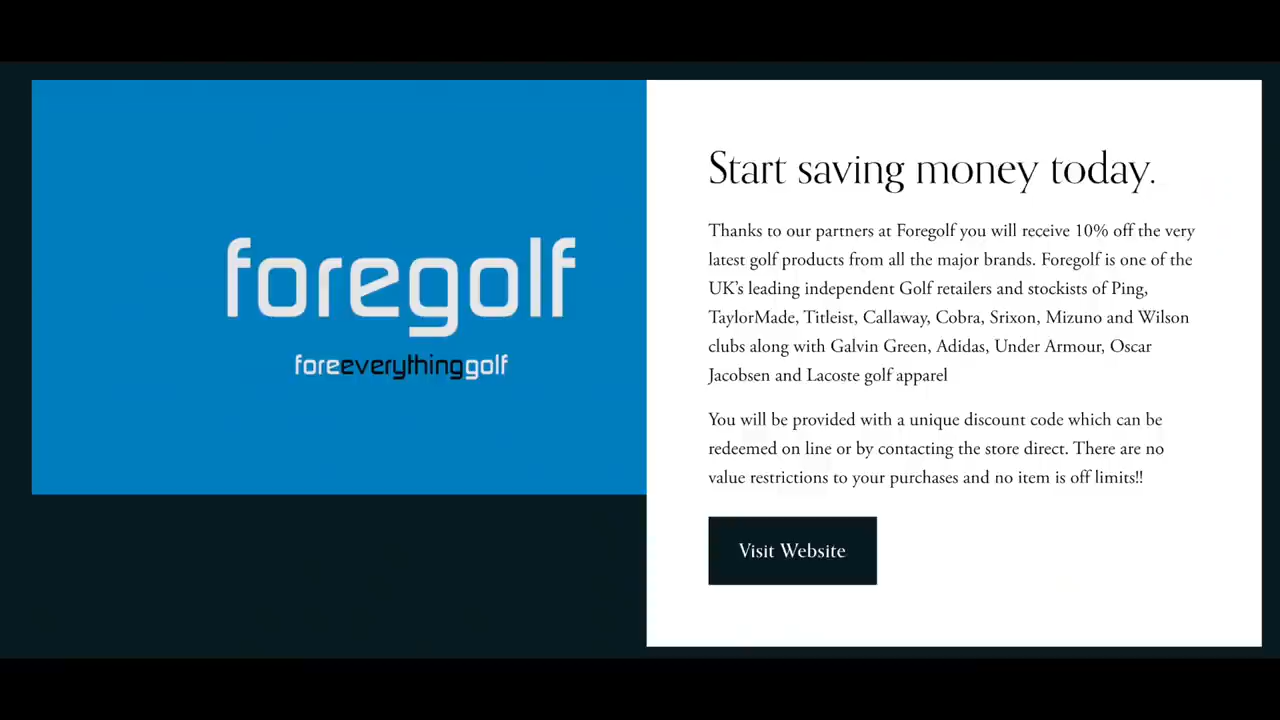 foregolf
foreeverythinggolf
Start saving money today.
Thanks to our partners at Foregolf you will receive 10% off the very
latest golf products from all the major brands. Foregolf is one of the
UK’s leading independent Golf retailers and stockists of Ping,
TaylorMade, Titleist, Callaway, Cobra, Srixon, Mizuno and Wilson
clubs along with Galvin Green, Adidas, Under Armour, Oscar
Jacobsen and Lacoste golf apparel
You will be provided with a unique discount code which can be
redeemed on line or by contacting the store direct. There are no
value restrictions to your purchases and no item is off limits!!
Visit Website